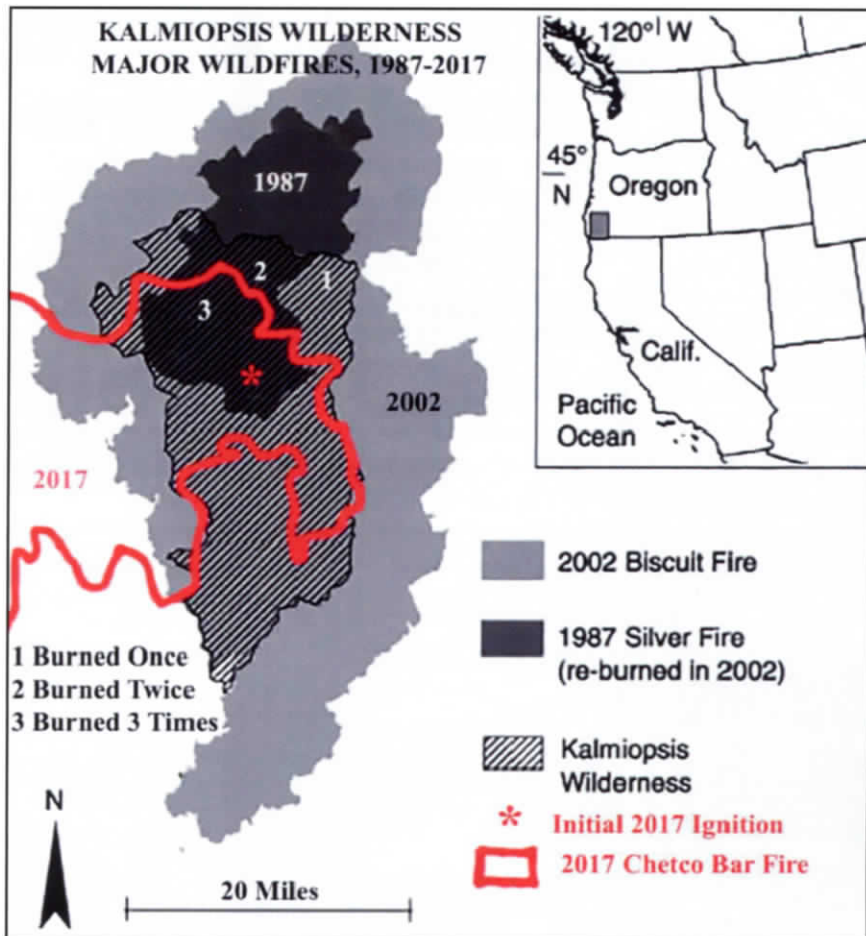 KALMIOPSIS WILDERNESS
MAJOR WILDFIRES, 1987-2017
1987
2
1
3
*
2002
2017
1 Burned Once
2 Burned Twice
3 Burned 3 Times
N
20 Miles
120° W
45°
N
Oregon
Calif.
Pacific
Ocean
2002 Biscuit Fire
1987 Silver Fire
(re-burned in 2002)
Kalmiopsis
Wilderness
* Initial 2017 Ignition
2017 Chetco Bar Fire